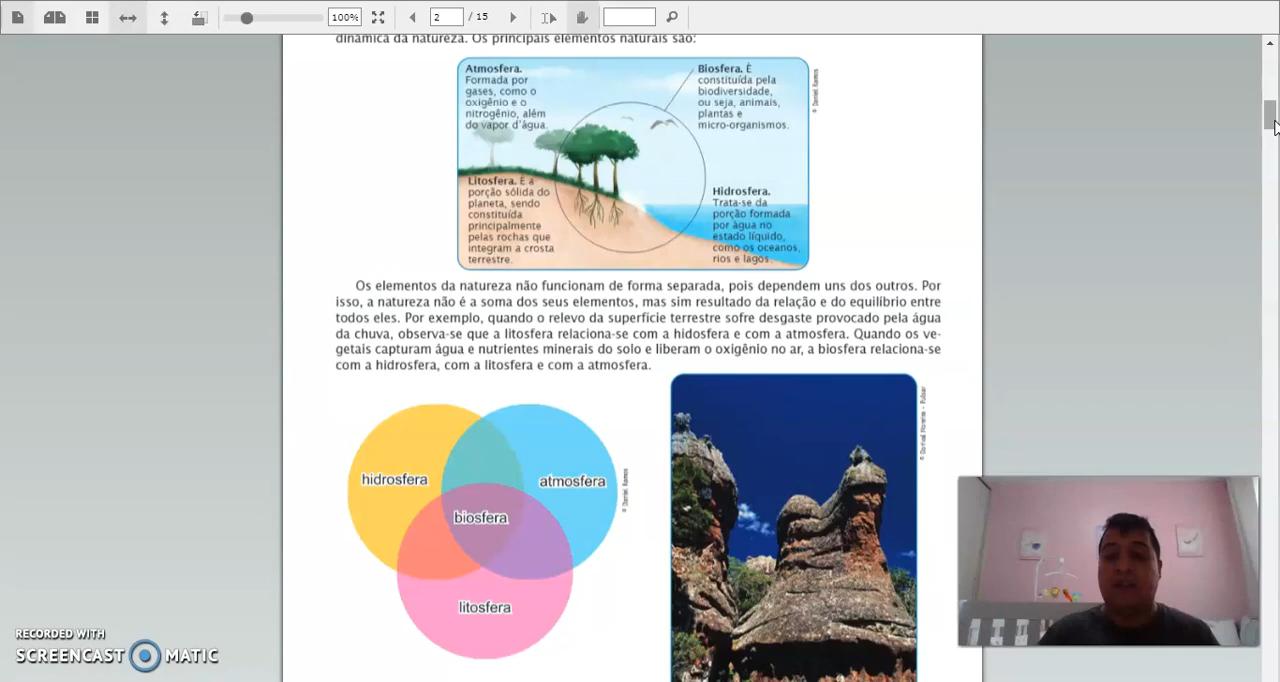 100%
2 / 15
dinâmica da natureza. Os principais elementos naturais são:
Atmosfera.
Formada por
gases, como o
oxigênio e o
nitrogênio, além
do vapor d'água.
Biosfera. È
constituída pela
biodiversidade,
ou seja, animais,
plantas e
micro-organismos.
© Daniel Ramos
Litosfera. É a
porção sólida do
planeta, sendo
constituída
principalmente
pelas rochas que
integram a crosta
terrestre.
Hidrosfera.
Trata-se da
porção formada
por água no
estado líquido,
como os oceanos,
rios e lagos.
Os elementos da natureza não funcionam de forma separada, pois dependem uns dos outros. Por
isso, a natureza não é a soma dos seus elementos, mas sim resultado da relação e do equilíbrio entre
todos eles. Por exemplo, quando o relevo da superfície terrestre sofre desgaste provocado pela água
da chuva, observa-se que a litosfera relaciona-se com a hidosfera e com a atmosfera. Quando os ve-
getais capturam água e nutrientes minerais do solo e liberam o oxigênio no ar, a biosfera relaciona-se
com a hidrosfera, com a litosfera e com a atmosfera.
hidrosfera
atmosfera
biosfera
litosfera
© Daniel Ramos
RECORDED WITH
SCREENCAST MATIC